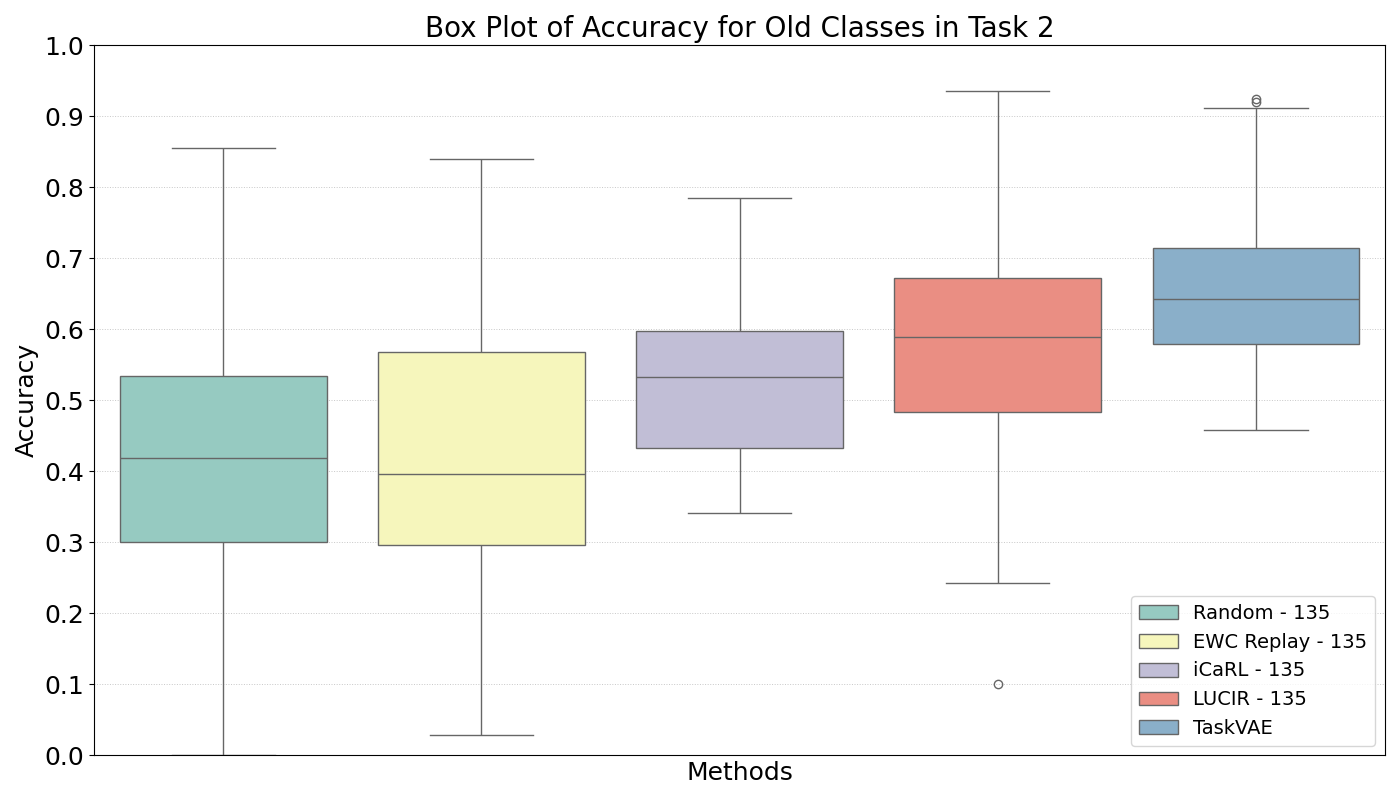 Box Plot of Accuracy for Old Classes in Task 2
1.0
0.9
0.8
0.7
0.6
0.5
0.4
0.3
0.2
0.1
0.0
Accuracy
Methods
Random - 135
EWC Replay - 135
iCaRL - 135
LUCIR - 135
TaskVAE